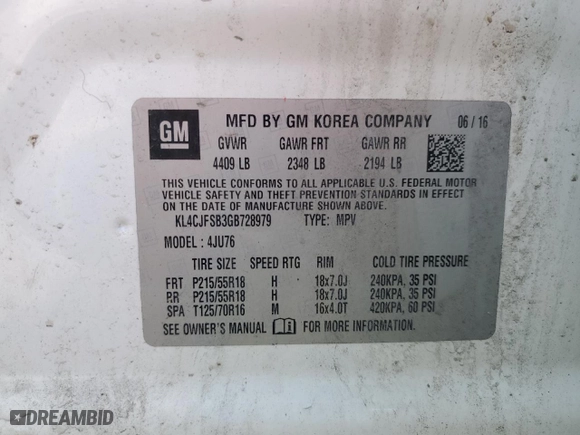 GM
MFD BY GM KOREA COMPANY 06/16
GVWR GAWR FRT GAWR RR
4409 LB 2348 LB 2194 LB
THIS VEHICLE CONFORMS TO ALL APPLICABLE U.S. FEDERAL MOTOR
VEHICLE SAFETY AND THEFT PREVENTION STANDARDS IN EFFECT ON
THE DATE OF MANUFACTURE SHOWN ABOVE.
KL4CJFSB3GB728979 TYPE: MPV
MODEL: 4JU76
TIRE SIZE SPEED RTG RIM COLD TIRE PRESSURE
FRT P215/55R18 H 18x7.0J 240KPA, 35 PSI
RR P215/55R18 H 18x7.0J 240KPA, 35 PSI
SPA T125/70R16 M 16x4.0T 420KPA, 60 PSI
SEE OWNER'S MANUAL FOR MORE INFORMATION.
DREAMBID